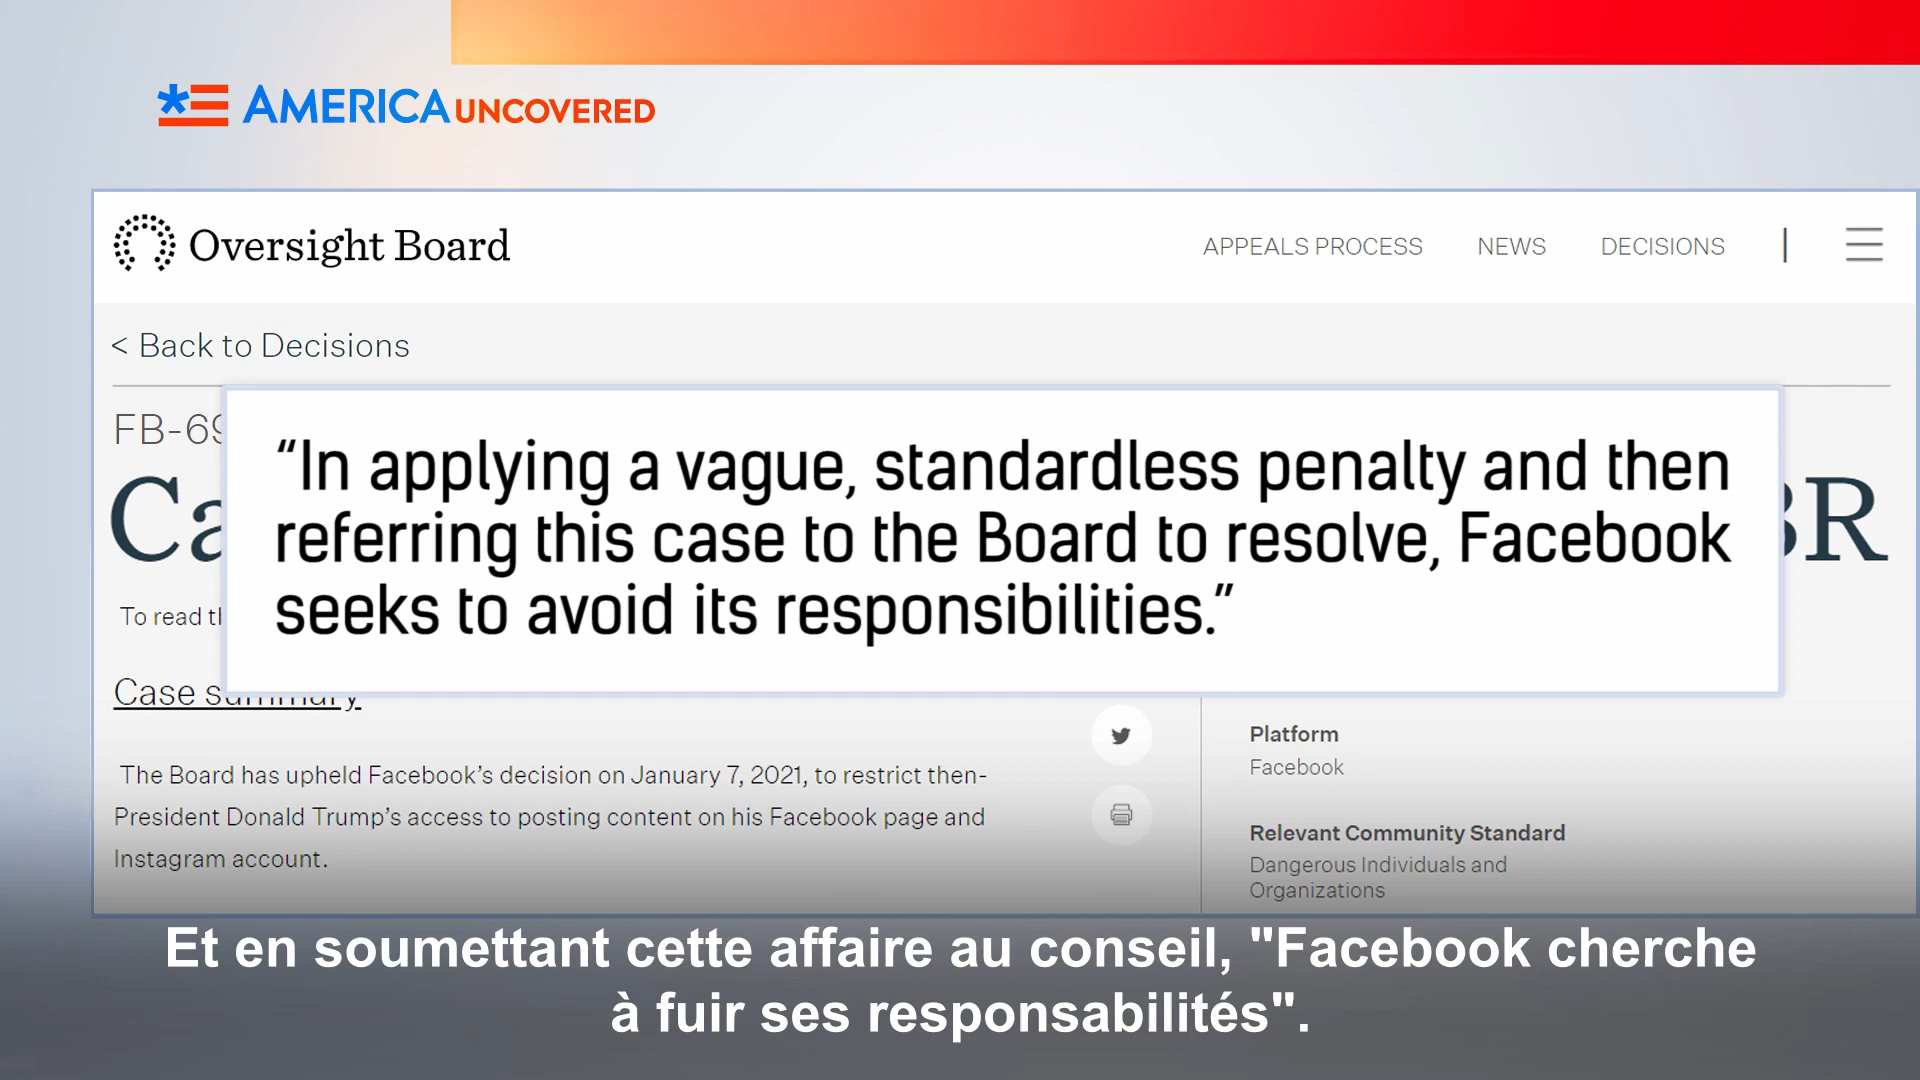 AMERICA UNCOVERED
Oversight Board
APPEALS PROCESS
NEWS
DECISIONS
< Back to Decisions
“In applying a vague, standardless penalty and then
referring this case to the Board to resolve, Facebook
seeks to avoid its responsibilities.”
To read
Case summary
The Board has upheld Facebook’s decision on January 7, 2021, to restrict then-
President Donald Trump’s access to posting content on his Facebook page and
Instagram account.
Platform
Facebook
Relevant Community Standard
Dangerous Individuals and
Organizations
Et en soumettant cette affaire au conseil, "Facebook cherche
à fuir ses responsabilités".